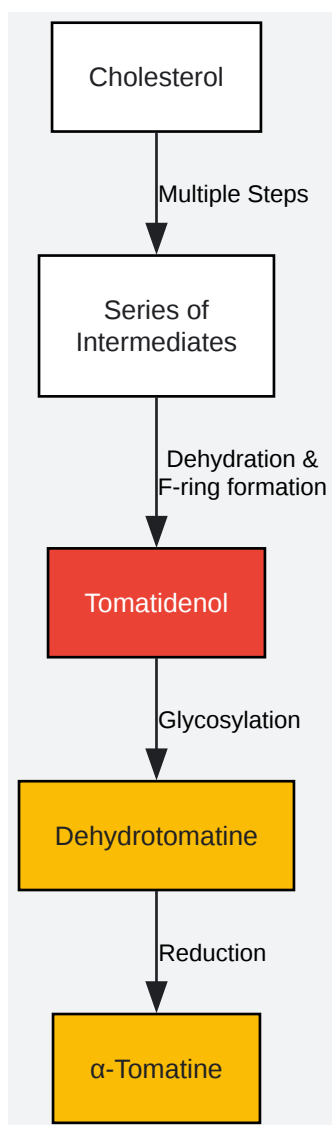 Cholesterol
Multiple Steps
Series of
Intermediates
Dehydration &
F-ring formation
Tomatidenol
Glycosylation
Dehydrotomatine
Reduction
α-Tomatine